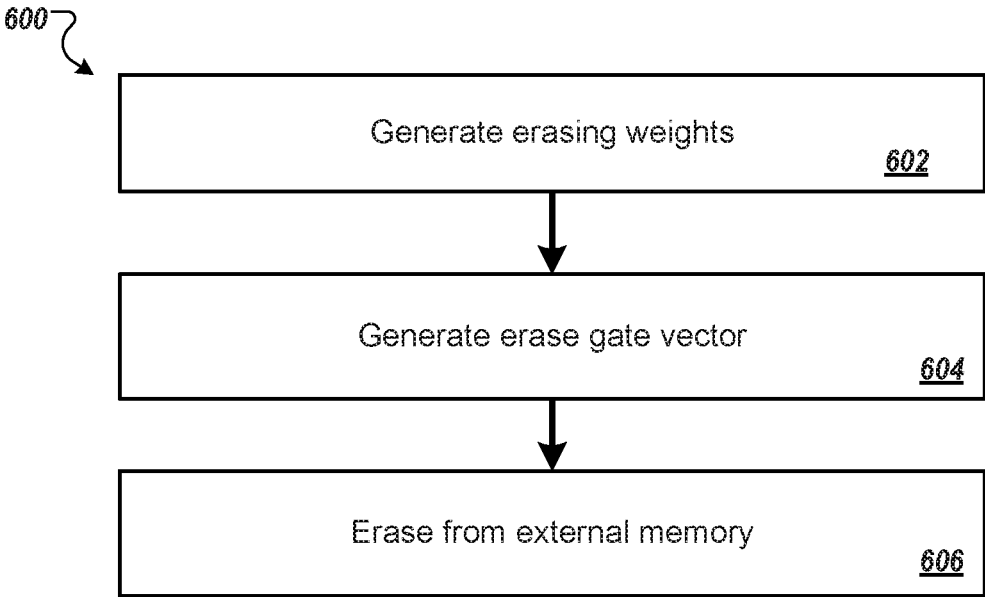 600
Generate erasing weights
602
Generate erase gate vector
604
Erase from external memory
606